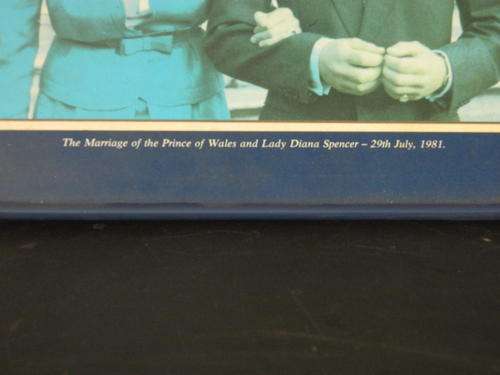 The Marriage of the Prince of Wales and Lady Diana Spencer – 29th July, 1981.